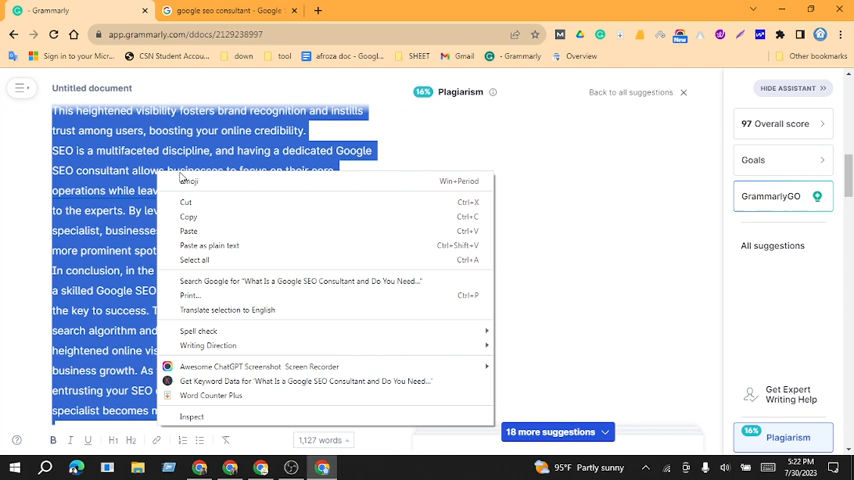 - Grammarly
google seo consultant - Google
app.grammarly.com/ddocs/2129238997
New
Sign in to your Micr...
CSN Student Accou...
down
tool
afroza doc - Googl...
SHEET
Gmail
- Grammarly
Overview
Other bookmarks
Untitled document
16% Plagiarism
Back to all suggestions
HIDE ASSISTANT
This heightened visibility fosters brand recognition and instills
trust among users, boosting your online credibility.
SEO is a multifaceted discipline, and having a dedicated Google
SEO consultant allows businesses to focus on their core
operations while leav
to the experts. By lev
specialist, businesse
more prominent spot
In conclusion, in the
a skilled Google SEO
the key to success. T
search algorithm and
heightened online vis
business growth. As
entrusting your SEO
specialist becomes m
Emoji Win+Period
Cut Ctrl+X
Copy Ctrl+C
Paste Ctrl+V
Paste as plain text Ctrl+Shift+V
Select all Ctrl+A
Search Google for "What Is a Google SEO Consultant and Do You Need..."
Print... Ctrl+P
Translate selection to English
Spell check
Writing Direction
Awesome ChatGPT Screenshot Screen Recorder
Get Keyword Data for 'What Is a Google SEO Consultant and Do You Need..."
Word Counter Plus
Inspect
97 Overall score
Goals
GrammarlyGO
All suggestions
Get Expert
Writing Help
16%
Plagiarism
18 more suggestions
B I U H1 H2
1,127 words
95°F Partly sunny
5:22 PM
7/30/2023